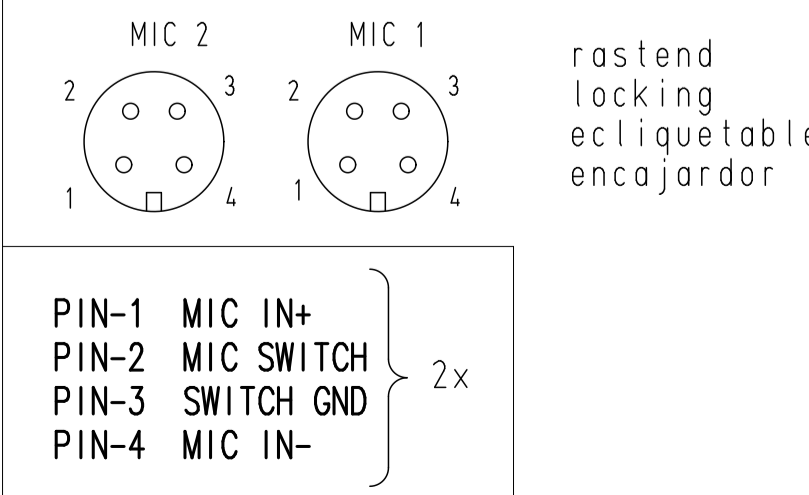 MIC 2 MIC 1
2 3 2 3
1 4 1 4
rastend
locking
ecliquetable
encajardor
PIN-1 MIC IN+
PIN-2 MIC SWITCH
PIN-3 SWITCH GND
PIN-4 MIC IN-
2x